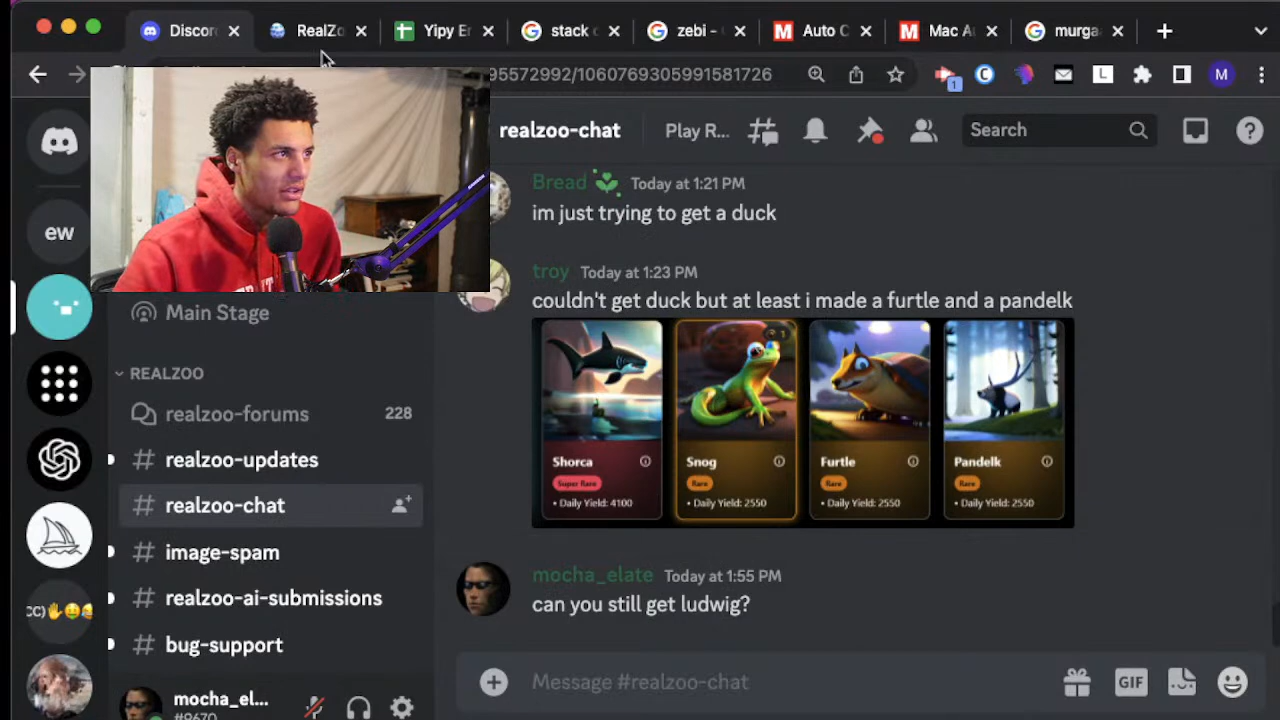 Discor
RealZo
Yipy Er
stack o
zebi - G
Auto C
Mac Au
murga
95572992/1060769305991581726
1
L
M
realzoo-chat
Play R...
Search
ew
Main Stage
REALZOO
realzoo-forums
228
# realzoo-updates
# realzoo-chat
# image-spam
# realzoo-ai-submissions
# bug-support
mocha_el...
#9670
Bread Today at 1:21 PM
im just trying to get a duck
troy Today at 1:23 PM
couldn't get duck but at least i made a furtle and a pandelk
Shorca
Super Rare
• Daily Yield: 4100
Snog
Rare
• Daily Yield: 2550
Furtle
Rare
• Daily Yield: 2550
Pandelk
Rare
• Daily Yield: 2550
mocha_elate Today at 1:55 PM
can you still get ludwig?
Message #realzoo-chat
GIF